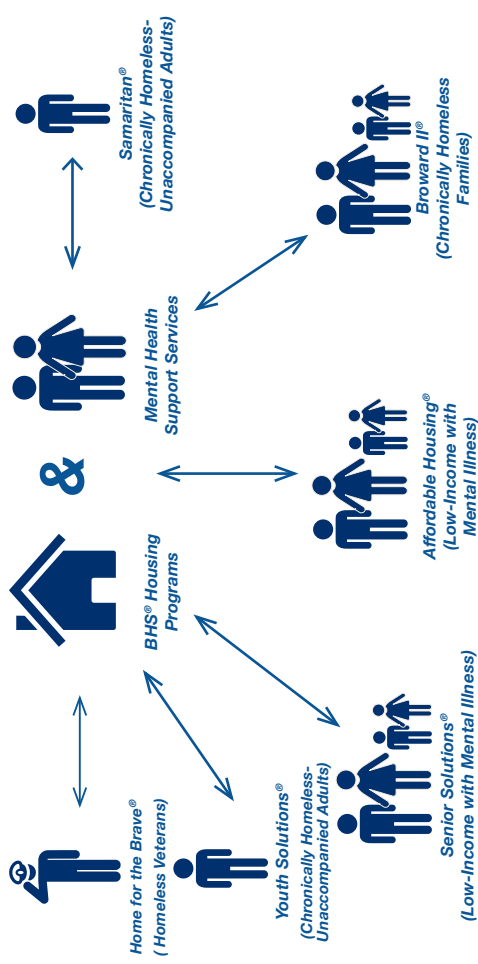 &
BHS® Housing
Programs
Mental Health
Support Services
Home for the Brave®
( Homeless Veterans)
Samaritan®
(Chronically Homeless-
Unaccompanied Adults)
Youth Solutions®
(Chronically Homeless-
Unaccompanied Adults)
Senior Solutions®
(Low-Income with Mental Illness)
Affordable Housing®
(Low-Income with
Mental Illness)
Broward II®
(Chronically Homeless
Families)